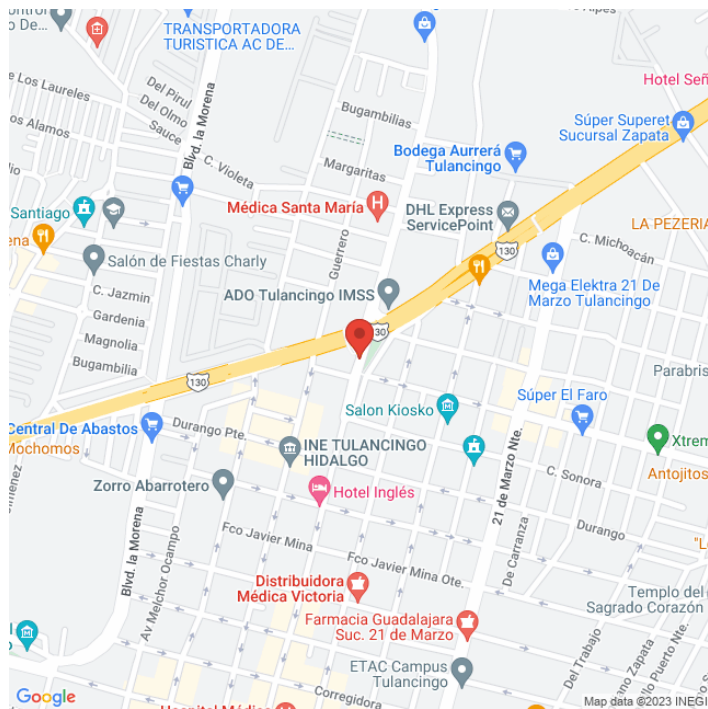 De...
TRANSPORTADORA
TURISTICA AC DE...
De Los Laureles
Del Pirul
Del Olmo
Sauce
Los Alamos
C. Violeta
Blvd. la Morena
Bugambilias
Margaritas
Hotel Señ
Súper Superet
Sucursal Zapata
Bodega Aurrerá
Tulancingo
Médica Santa María
DHL Express
ServicePoint
Santiago
Guerrero
LA PEZERIA
130
C. Michoacán
Salón de Fiestas Charly
C. Jazmin
Gardenia
Magnolia
Bugambilia
ADO Tulancingo IMSS
Mega Elektra 21 De
Marzo Tulancingo
130
130
Parabris
Central De Abastos
Mochomos
Durango Pte.
Salon Kiosko
Súper El Faro
INE TULANCINGO
HIDALGO
Xtrem
Antojitos
Zorro Abarrotero
Hotel Inglés
C. Sonora
21 de Marzo Nte.
Durango
Blvd. la Morena
Av Melchor Ocampo
Fco Javier Mina
Fco Javier Mina Ote.
De Carranza
Distribuidora
Médica Victoria
Farmacia Guadalajara
Suc. 21 de Marzo
Templo del
Sagrado Corazón
Del Trabajo
ETAC Campus
Tulancingo
Corregidora
Google
Map data ©2023 INEGI